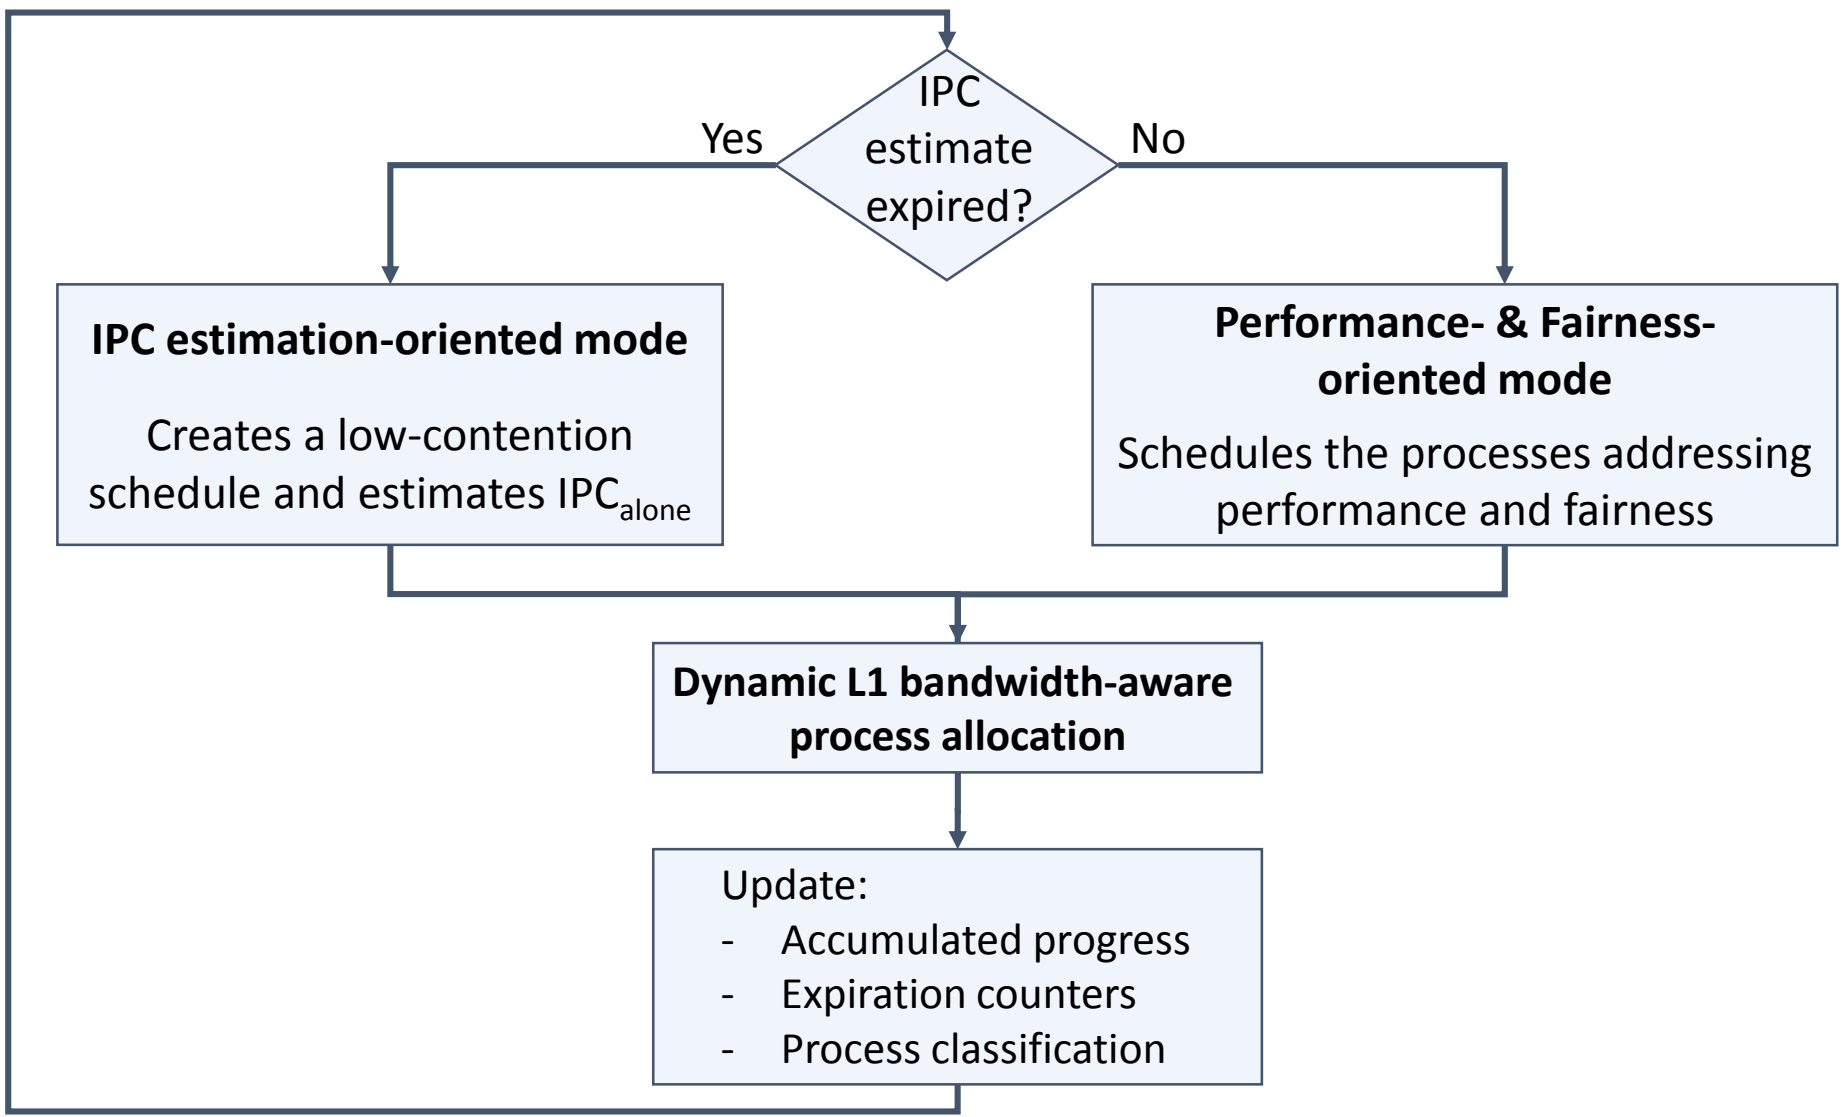 IPC
estimate
expired?
Yes
No
IPC estimation-oriented mode
Creates a low-contention
schedule and estimates IPCalone
Performance- & Fairness-
oriented mode
Schedules the processes addressing
performance and fairness
Dynamic L1 bandwidth-aware
process allocation
Update:
- Accumulated progress
- Expiration counters
- Process classification